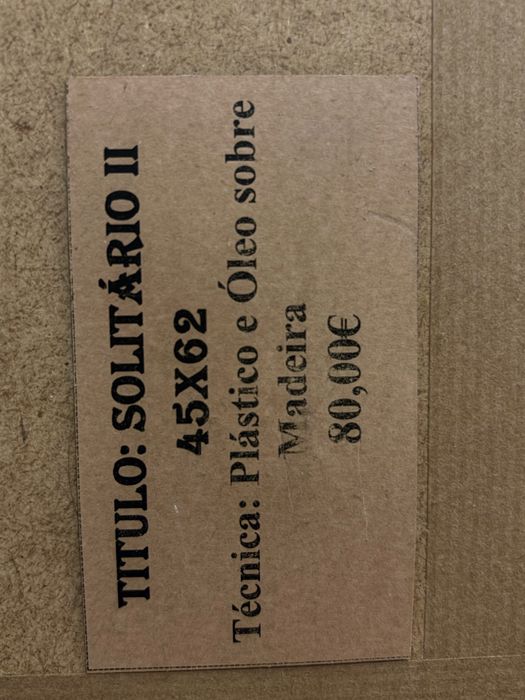 TITULO: SOLITÁRIO II
45X62
Técnica: Plástico e Óleo sobre
Madeira
80,00€